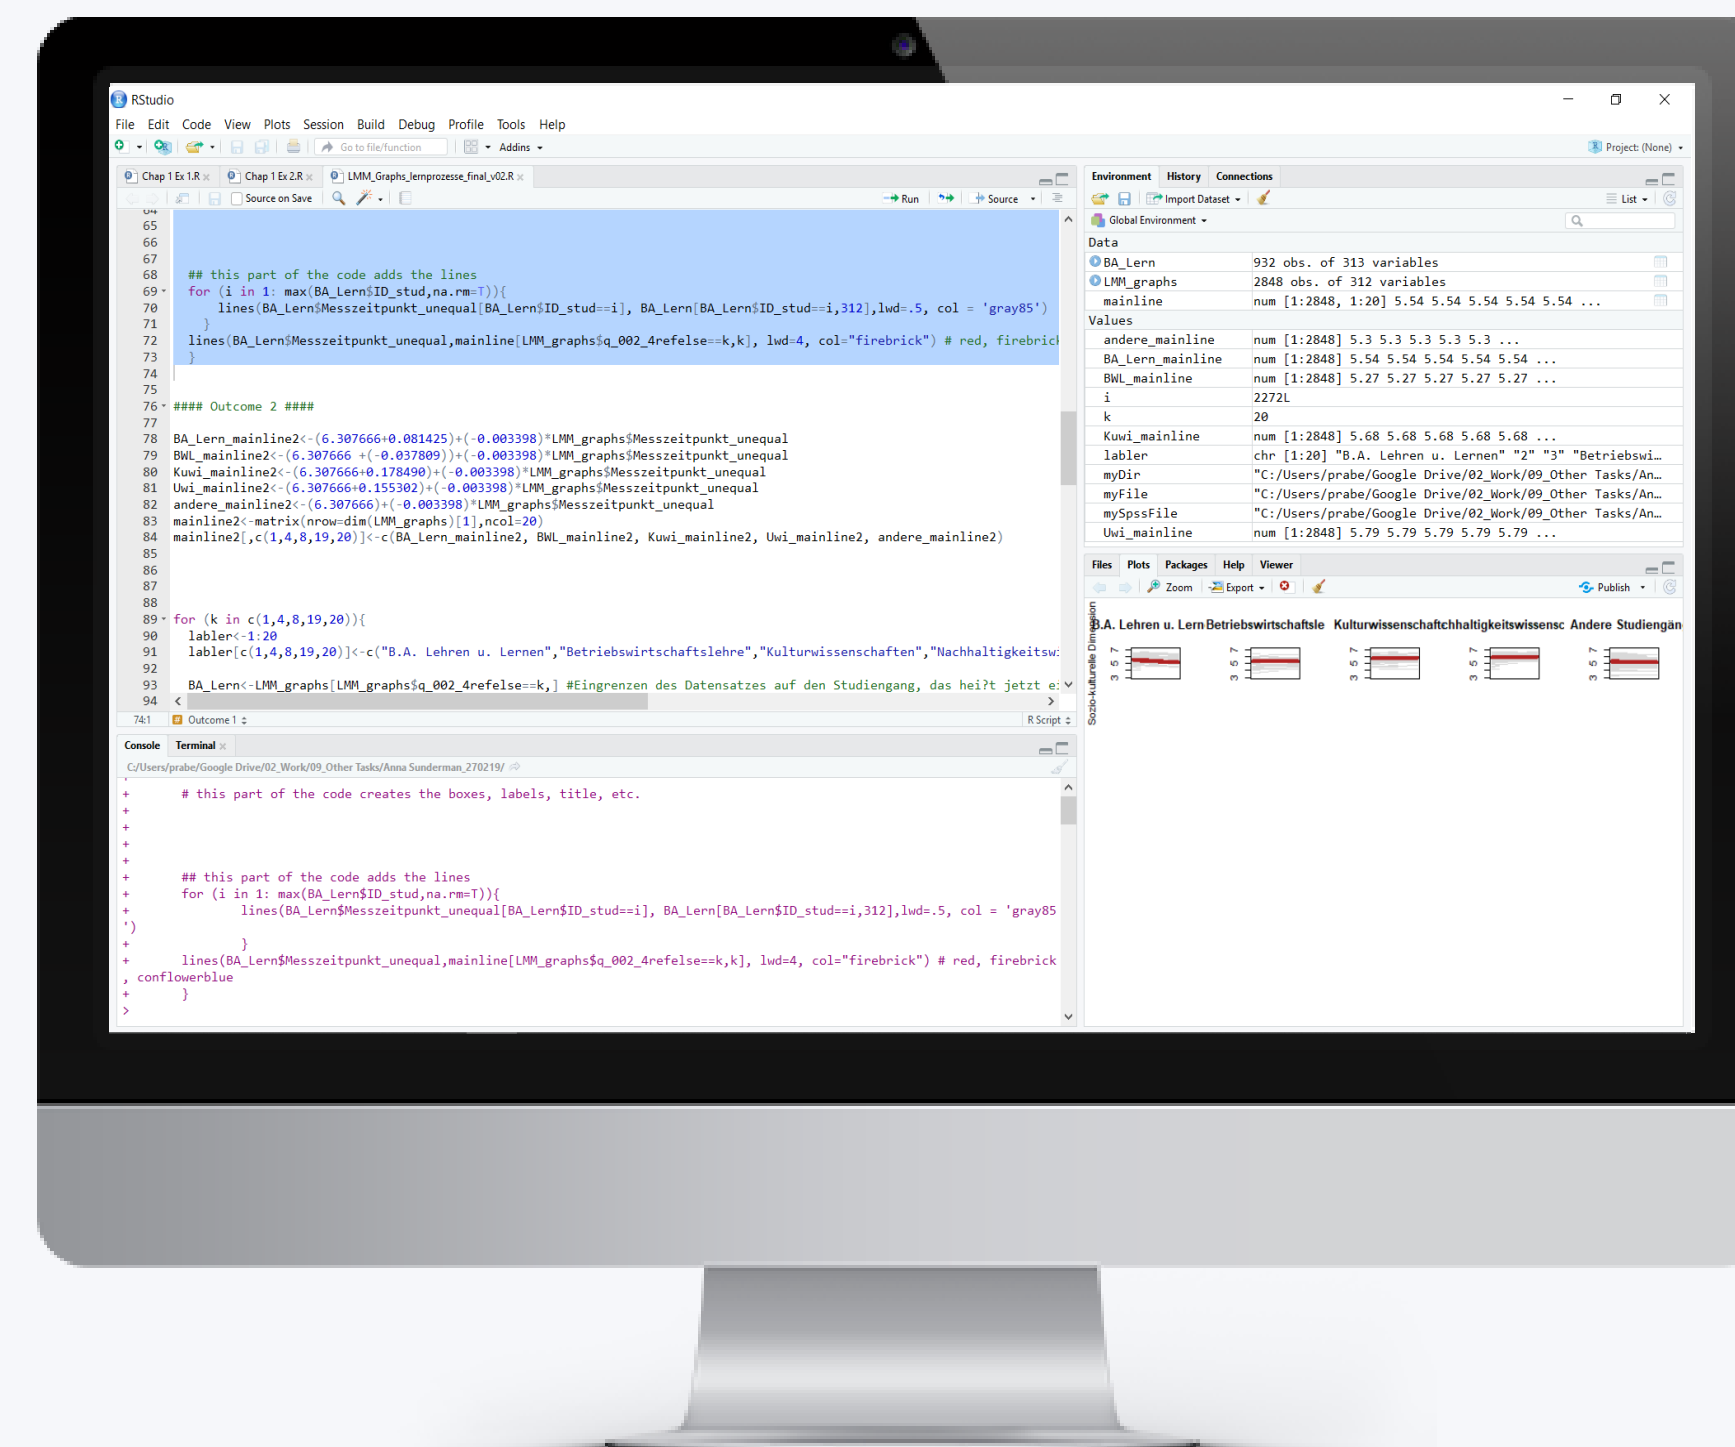 RStudio
File Edit Code View Plots Session Build Debug Profile Tools Help
Go to file/function Addins Project: (None)
Chap 1 Ex 1.R Chap 1 Ex 2.R LMM_Graphs_lernprozesse_final_v02.R
Source on Save Run Source
64
65
66
67
68 ## this part of the code adds the lines
69 for (i in 1: max(BA_Lern$ID_stud,na.rm=T)){
70 lines(BA_Lern$Messzeitpunkt_unequal[BA_Lern$ID_stud==i], BA_Lern[BA_Lern$ID_stud==i,312],lwd=.5, col = 'gray85')
71 }
72 lines(BA_Lern$Messzeitpunkt_unequal,mainline[LMM_graphs$q_002_4refelse==k,k], lwd=4, col="firebrick") # red, firebrick
73 }
74
75
76 #### Outcome 2 ####
77
78 BA_Lern_mainline2<-(6.307666+0.081425)+(-0.003398)*LMM_graphs$Messzeitpunkt_unequal
79 BWL_mainline2<-(6.307666 +(-0.037809))+(-0.003398)*LMM_graphs$Messzeitpunkt_unequal
80 Kuwi_mainline2<-(6.307666+0.178490)+(-0.003398)*LMM_graphs$Messzeitpunkt_unequal
81 Uwi_mainline2<-(6.307666+0.155302)+(-0.003398)*LMM_graphs$Messzeitpunkt_unequal
82 andere_mainline2<-(6.307666)+(-0.003398)*LMM_graphs$Messzeitpunkt_unequal
83 mainline2<-matrix(nrow=dim(LMM_graphs)[1],ncol=20)
84 mainline2[,c(1,4,8,19,20)]<-c(BA_Lern_mainline2, BWL_mainline2, Kuwi_mainline2, Uwi_mainline2, andere_mainline2)
85
86
87
88
89 for (k in c(1,4,8,19,20)){
90 labler<-1:20
91 labler[c(1,4,8,19,20)]<-c("B.A. Lehren u. Lernen","Betriebswirtschaftslehre","Kulturwissenschaften","Nachhaltigkeitswi
92
93 BA_Lern<-LMM_graphs[LMM_graphs$q_002_4refelse==k,] #Eingrenzen des Datensatzes auf den Studiengang, das hei?t jetzt ei
94
74:1 # Outcome 1 R Script
Console Terminal
C:/Users/prabe/Google Drive/02_Work/09_Other Tasks/Anna Sunderman_270219/
+
+ # this part of the code creates the boxes, labels, title, etc.
+
+
+
+
+ ## this part of the code adds the lines
+ for (i in 1: max(BA_Lern$ID_stud,na.rm=T)){
+ lines(BA_Lern$Messzeitpunkt_unequal[BA_Lern$ID_stud==i], BA_Lern[BA_Lern$ID_stud==i,312],lwd=.5, col = 'gray85
')
+ }
+ lines(BA_Lern$Messzeitpunkt_unequal,mainline[LMM_graphs$q_002_4refelse==k,k], lwd=4, col="firebrick") # red, firebrick
, conflowerblue
+ }
>
Environment History Connections
Import Dataset List
Global Environment
Data
BA_Lern 932 obs. of 313 variables
LMM_graphs 2848 obs. of 312 variables
mainline num [1:2848, 1:20] 5.54 5.54 5.54 5.54 5.54 ...
Values
andere_mainline num [1:2848] 5.3 5.3 5.3 5.3 5.3 ...
BA_Lern_mainline num [1:2848] 5.54 5.54 5.54 5.54 5.54 ...
BWL_mainline num [1:2848] 5.27 5.27 5.27 5.27 5.27 ...
i 2272L
k 20
Kuwi_mainline num [1:2848] 5.68 5.68 5.68 5.68 5.68 ...
labler chr [1:20] "B.A. Lehren u. Lernen" "2" "3" "Betriebswi...
myDir "C:/Users/prabe/Google Drive/02_Work/09_Other Tasks/An...
myFile "C:/Users/prabe/Google Drive/02_Work/09_Other Tasks/An...
mySpssFile "C:/Users/prabe/Google Drive/02_Work/09_Other Tasks/An...
Uwi_mainline num [1:2848] 5.79 5.79 5.79 5.79 5.79 ...
Files Plots Packages Help Viewer
Zoom Export Publish
B.A. Lehren u. Lern Betriebswirtschaftsle Kulturwissenschaftchhaltigkeitswissensc Andere Studiengän
Sozio-kulturelle Dimension
3 5 7 3 5 7 3 5 7 3 5 7 3 5 7